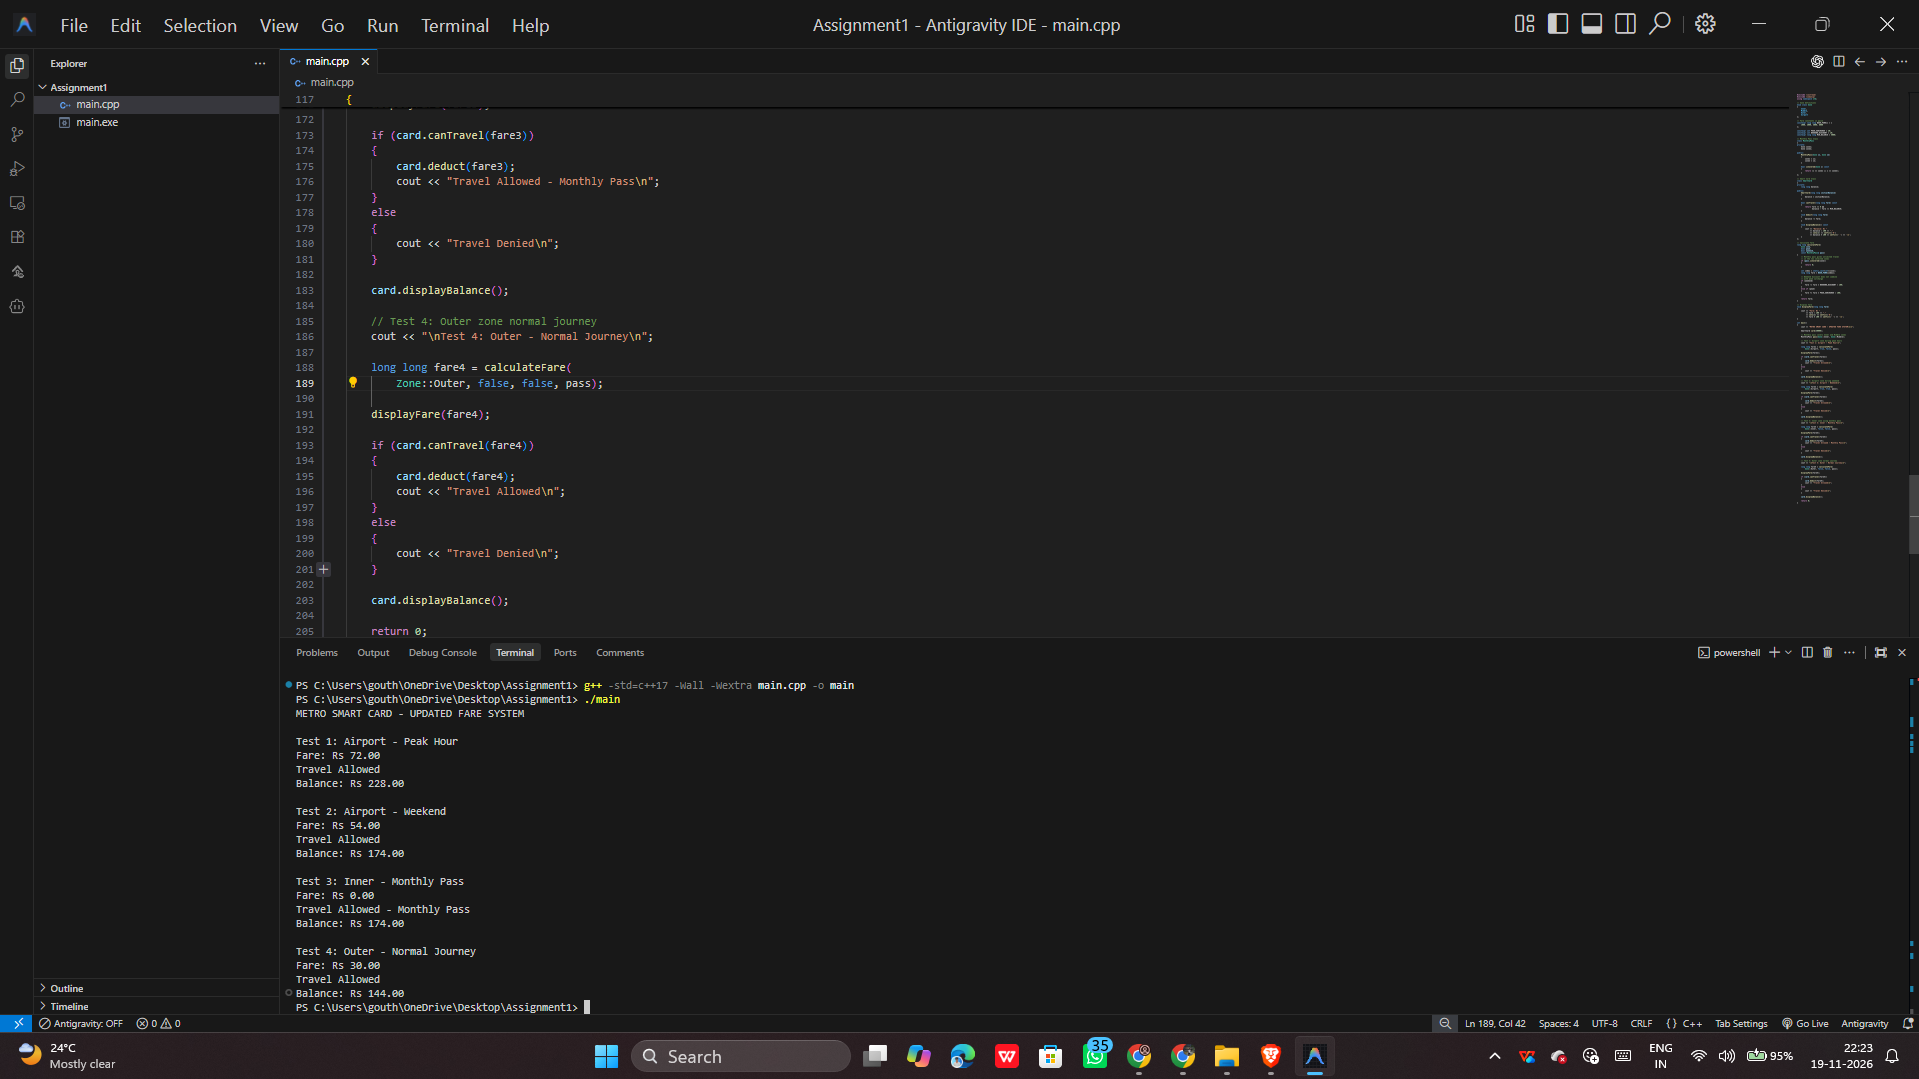 File Edit Selection View Go Run Terminal Help
Assignment1 - Antigravity IDE - main.cpp
Explorer
Assignment1
main.cpp
main.exe
main.cpp
main.cpp
117 {
172
173 if (card.canTravel(fare3))
174 {
175 card.deduct(fare3);
176 cout << "Travel Allowed - Monthly Pass\n";
177 }
178 else
179 {
180 cout << "Travel Denied\n";
181 }
182
183 card.displayBalance();
184
185 // Test 4: Outer zone normal journey
186 cout << "\nTest 4: Outer - Normal Journey\n";
187
188 long long fare4 = calculateFare(
189 Zone::Outer, false, false, pass);
190
191 displayFare(fare4);
192
193 if (card.canTravel(fare4))
194 {
195 card.deduct(fare4);
196 cout << "Travel Allowed\n";
197 }
198 else
199 {
200 cout << "Travel Denied\n";
201 }
202
203 card.displayBalance();
204
205 return 0;
Problems Output Debug Console Terminal Ports Comments
powershell
PS C:\Users\gouth\OneDrive\Desktop\Assignment1> g++ -std=c++17 -Wall -Wextra main.cpp -o main
PS C:\Users\gouth\OneDrive\Desktop\Assignment1> ./main
METRO SMART CARD - UPDATED FARE SYSTEM
Test 1: Airport - Peak Hour
Fare: Rs 72.00
Travel Allowed
Balance: Rs 228.00
Test 2: Airport - Weekend
Fare: Rs 54.00
Travel Allowed
Balance: Rs 174.00
Test 3: Inner - Monthly Pass
Fare: Rs 0.00
Travel Allowed - Monthly Pass
Balance: Rs 174.00
Test 4: Outer - Normal Journey
Fare: Rs 30.00
Travel Allowed
Balance: Rs 144.00
PS C:\Users\gouth\OneDrive\Desktop\Assignment1>
Outline
Timeline
Antigravity: OFF 0 0
Ln 189, Col 42 Spaces: 4 UTF-8 CRLF {} C++ Tab Settings Go Live Antigravity
24°C
Mostly clear
Search
35
ENG
IN
95%
22:23
19-11-2026